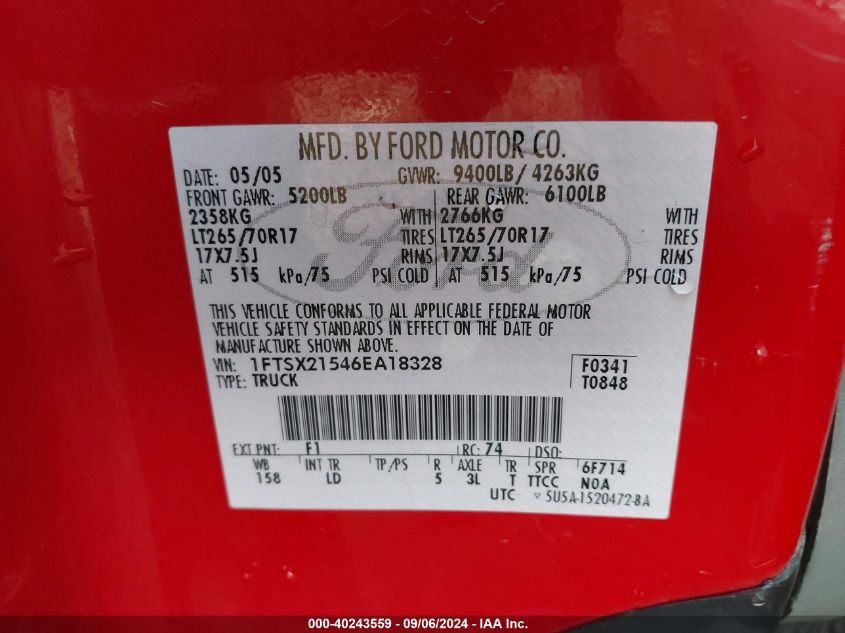 MFD. BY FORD MOTOR CO.
DATE: 05/05 GVWR: 9400LB/ 4263KG
FRONT GAWR: 5200LB REAR GAWR: 6100LB
2358KG WITH 2766KG WITH
LT265/70R17 TIRES LT265/70R17 TIRES
17X7.5J RIMS 17X7.5J RIMS
AT 515 kPa/75 PSI COLD AT 515 kPa/75 PSI COLD
Ford
THIS VEHICLE CONFORMS TO ALL APPLICABLE FEDERAL MOTOR
VEHICLE SAFETY STANDARDS IN EFFECT ON THE DATE OF
MANUFACTURE SHOWN ABOVE.
VIN: 1FTSX21546EA18328 F0341
TYPE: TRUCK T0848
EXT PNT: F1 RC: 74 DSO:
WB INT TR TP/PS R AXLE TR SPR 6F714
158 LD 5 3L T TTCC N0A
UTC ▽ 5U5A-1520472-BA
000-40243559 - 09/06/2024 - IAA Inc.